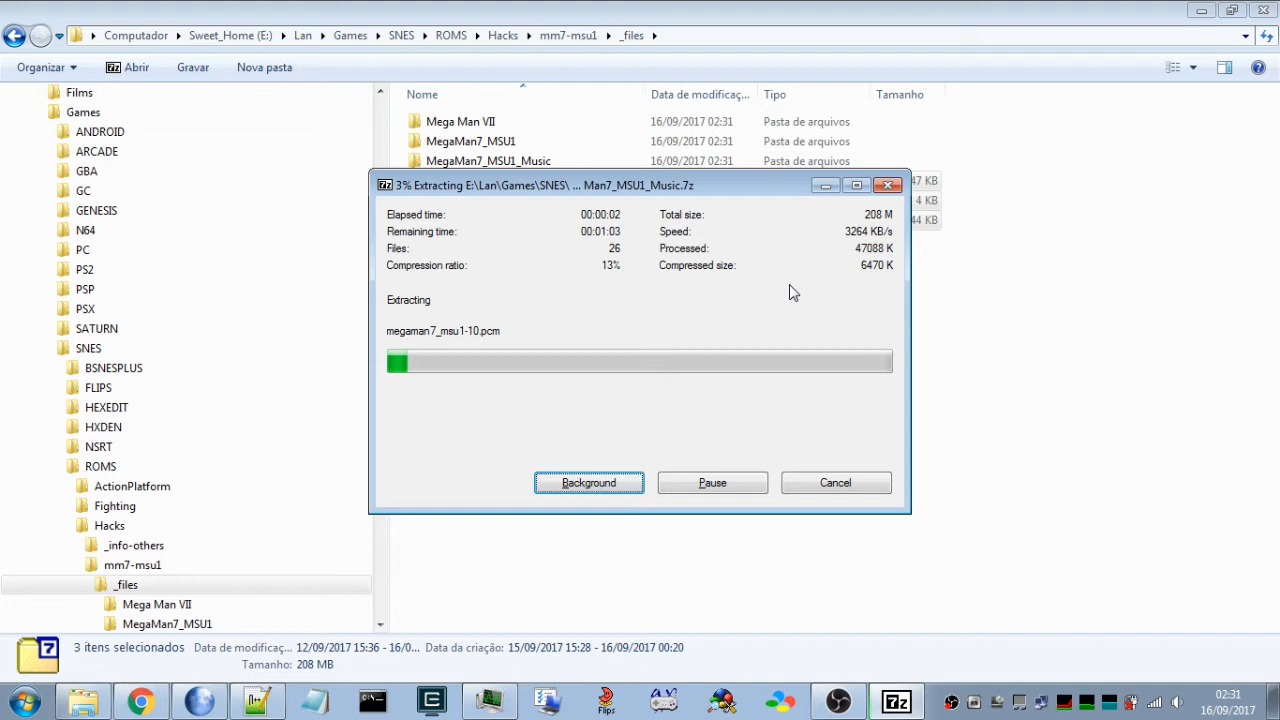 Computador Sweet_Home (E:) Lan Games SNES ROMS Hacks mm7-msu1 _files
Organizar Abrir Gravar Nova pasta
Films
Games
ANDROID
ARCADE
GBA
GC
GENESIS
N64
PC
PS2
PSP
PSX
SATURN
SNES
BSNESPLUS
FLIPS
HEXEDIT
HXDEN
NSRT
ROMS
ActionPlatform
Fighting
Hacks
_info-others
mm7-msu1
_files
Mega Man VII
MegaMan7_MSU1
Nome Data de modificaç... Tipo Tamanho
Mega Man VII 16/09/2017 02:31 Pasta de arquivos
MegaMan7_MSU1 16/09/2017 02:31 Pasta de arquivos
MegaMan7_MSU1_Music 16/09/2017 02:31 Pasta de arquivos
47 KB
4 KB
44 KB
7z 3% Extracting E:\Lan\Games\SNES\ ... Man7_MSU1_Music.7z
Elapsed time: 00:00:02 Total size: 208 M
Remaining time: 00:01:03 Speed: 3264 KB/s
Files: 26 Processed: 47088 K
Compression ratio: 13% Compressed size: 6470 K
Extracting
megaman7_msu1-10.pcm
Background Pause Cancel
3 itens selecionados Data de modificaç... 12/09/2017 15:36 - 16/0... Data da criação: 15/09/2017 15:28 - 16/09/2017 00:20
Tamanho: 208 MB
Flips
7z
02:31
16/09/2017